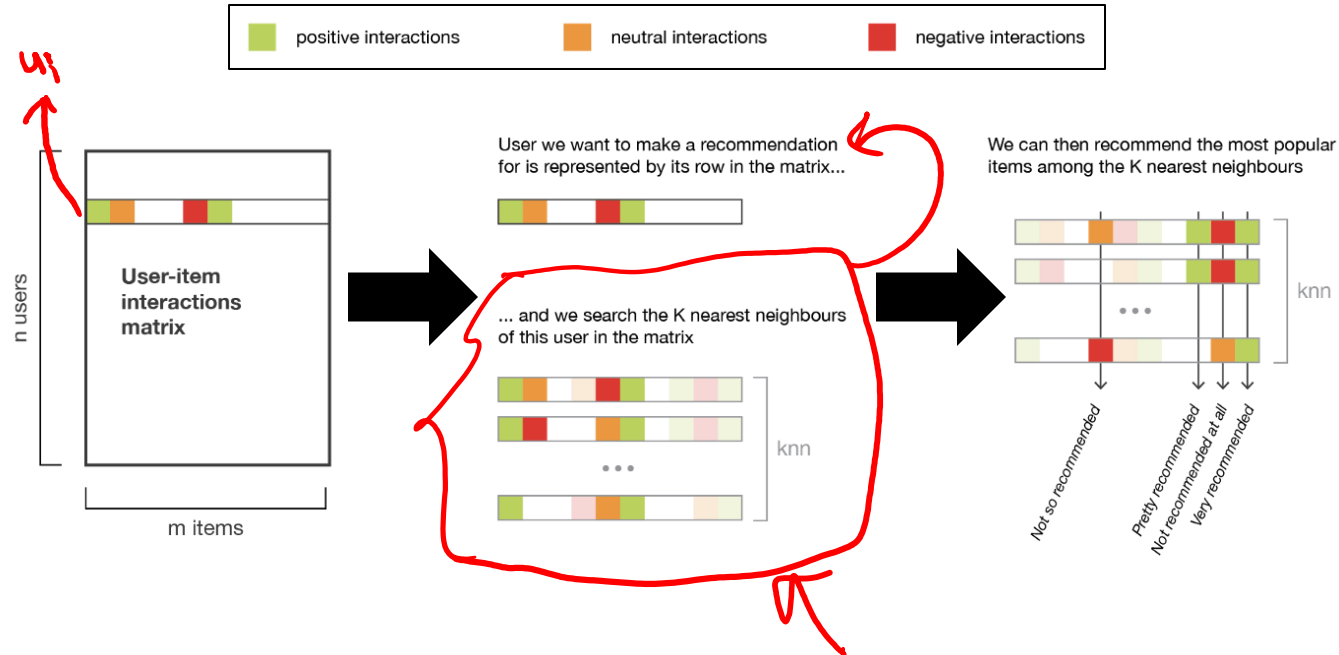 positive interactions
neutral interactions
negative interactions
ui
n users
User-item
interactions
matrix
m items
User we want to make a recommendation
for is represented by its row in the matrix...
... and we search the K nearest neighbours
of this user in the matrix
knn
We can then recommend the most popular
items among the K nearest neighbours
knn
Not so recommended
Pretty recommended
Not recommended at all
Very recommended